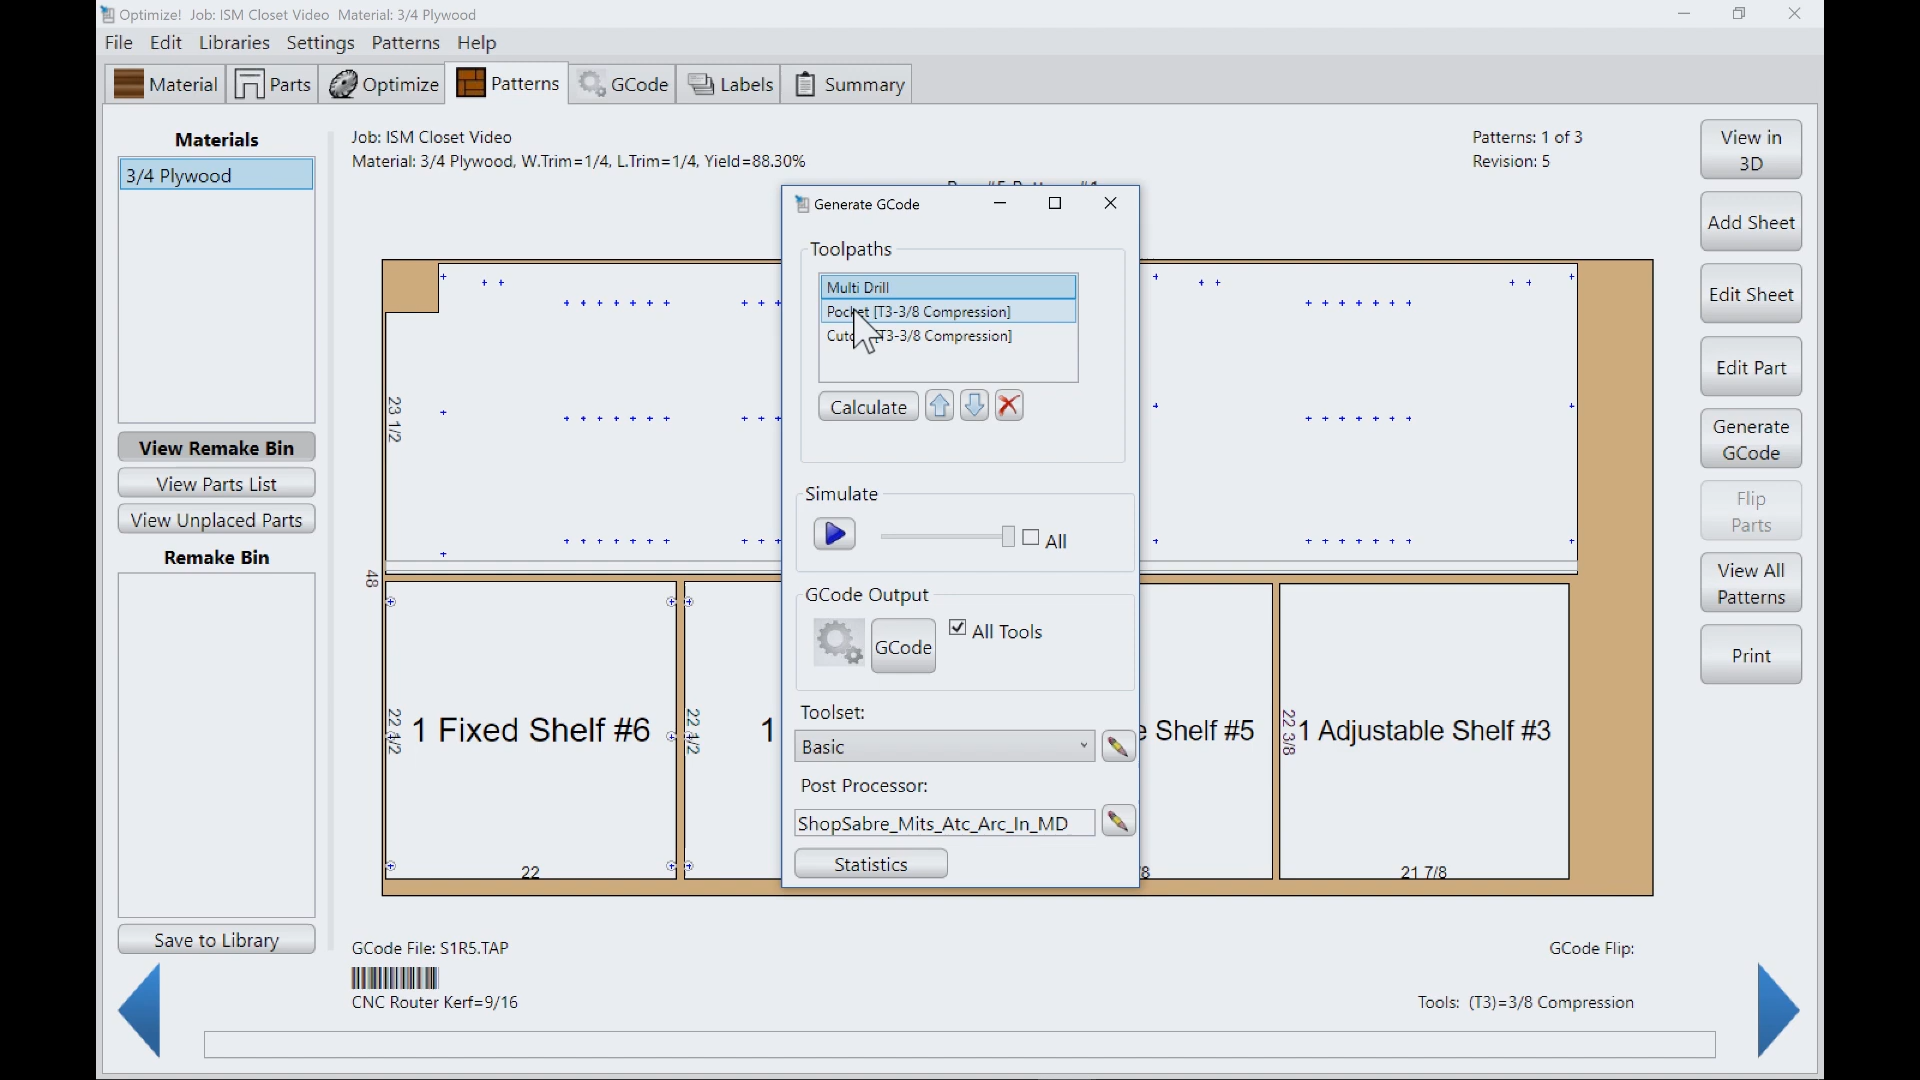 Optimize! Job: ISM Closet Video Material: 3/4 Plywood
File Edit Libraries Settings Patterns Help
Material Parts Optimize Patterns GCode Labels Summary
Materials
3/4 Plywood
View Remake Bin
View Parts List
View Unplaced Parts
Remake Bin
Save to Library
Job: ISM Closet Video
Material: 3/4 Plywood, W.Trim=1/4, L.Trim=1/4, Yield=88.30%
Patterns: 1 of 3
Revision: 5
23 1/2
48
22 1/2
1 Fixed Shelf #6
22
22 1/2
1
Shelf #5
22 3/8
1 Adjustable Shelf #3
21 7/8
Generate GCode
Toolpaths
Multi Drill
Pocket [T3-3/8 Compression]
T3-3/8 Compression]
Calculate
Simulate
All
GCode Output
GCode
All Tools
Toolset:
Basic
Post Processor:
ShopSabre_Mits_Atc_Arc_In_MD
Statistics
View in
3D
Add Sheet
Edit Sheet
Edit Part
Generate
GCode
Flip
Parts
View All
Patterns
Print
GCode File: S1R5.TAP
CNC Router Kerf=9/16
GCode Flip:
Tools: (T3)=3/8 Compression